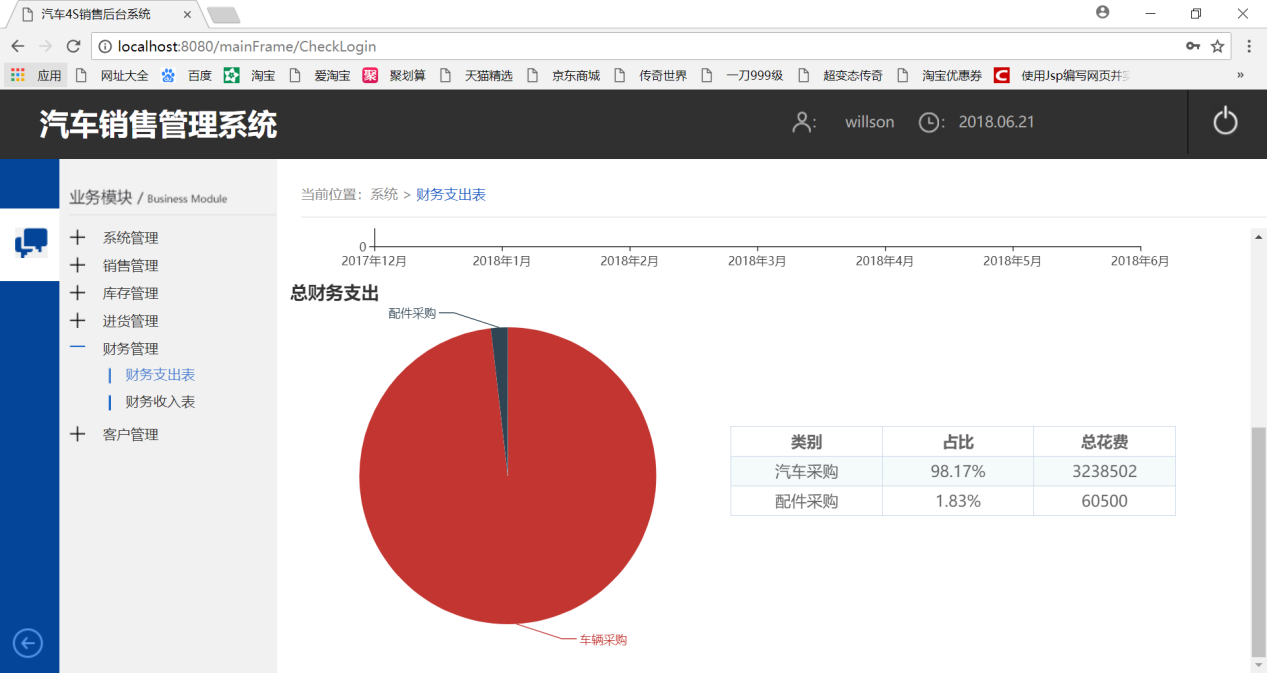 汽车4S销售后台系统
localhost:8080/mainFrame/CheckLogin
应用 网址大全 百度 淘宝 爱淘宝 聚 聚划算 天猫精选 京东商城 传奇世界 一刀999级 超变态传奇 淘宝优惠券 使用Jsp编写网页并 »
汽车销售管理系统
: willson : 2018.06.21
业务模块 / Business Module
系统管理
销售管理
库存管理
进货管理
财务管理
财务支出表
财务收入表
客户管理
当前位置: 系统 > 财务支出表
0
2017年12月 2018年1月 2018年2月 2018年3月 2018年4月 2018年5月 2018年6月
总财务支出
配件采购
车辆采购
类别 占比 总花费
汽车采购 98.17% 3238502
配件采购 1.83% 60500